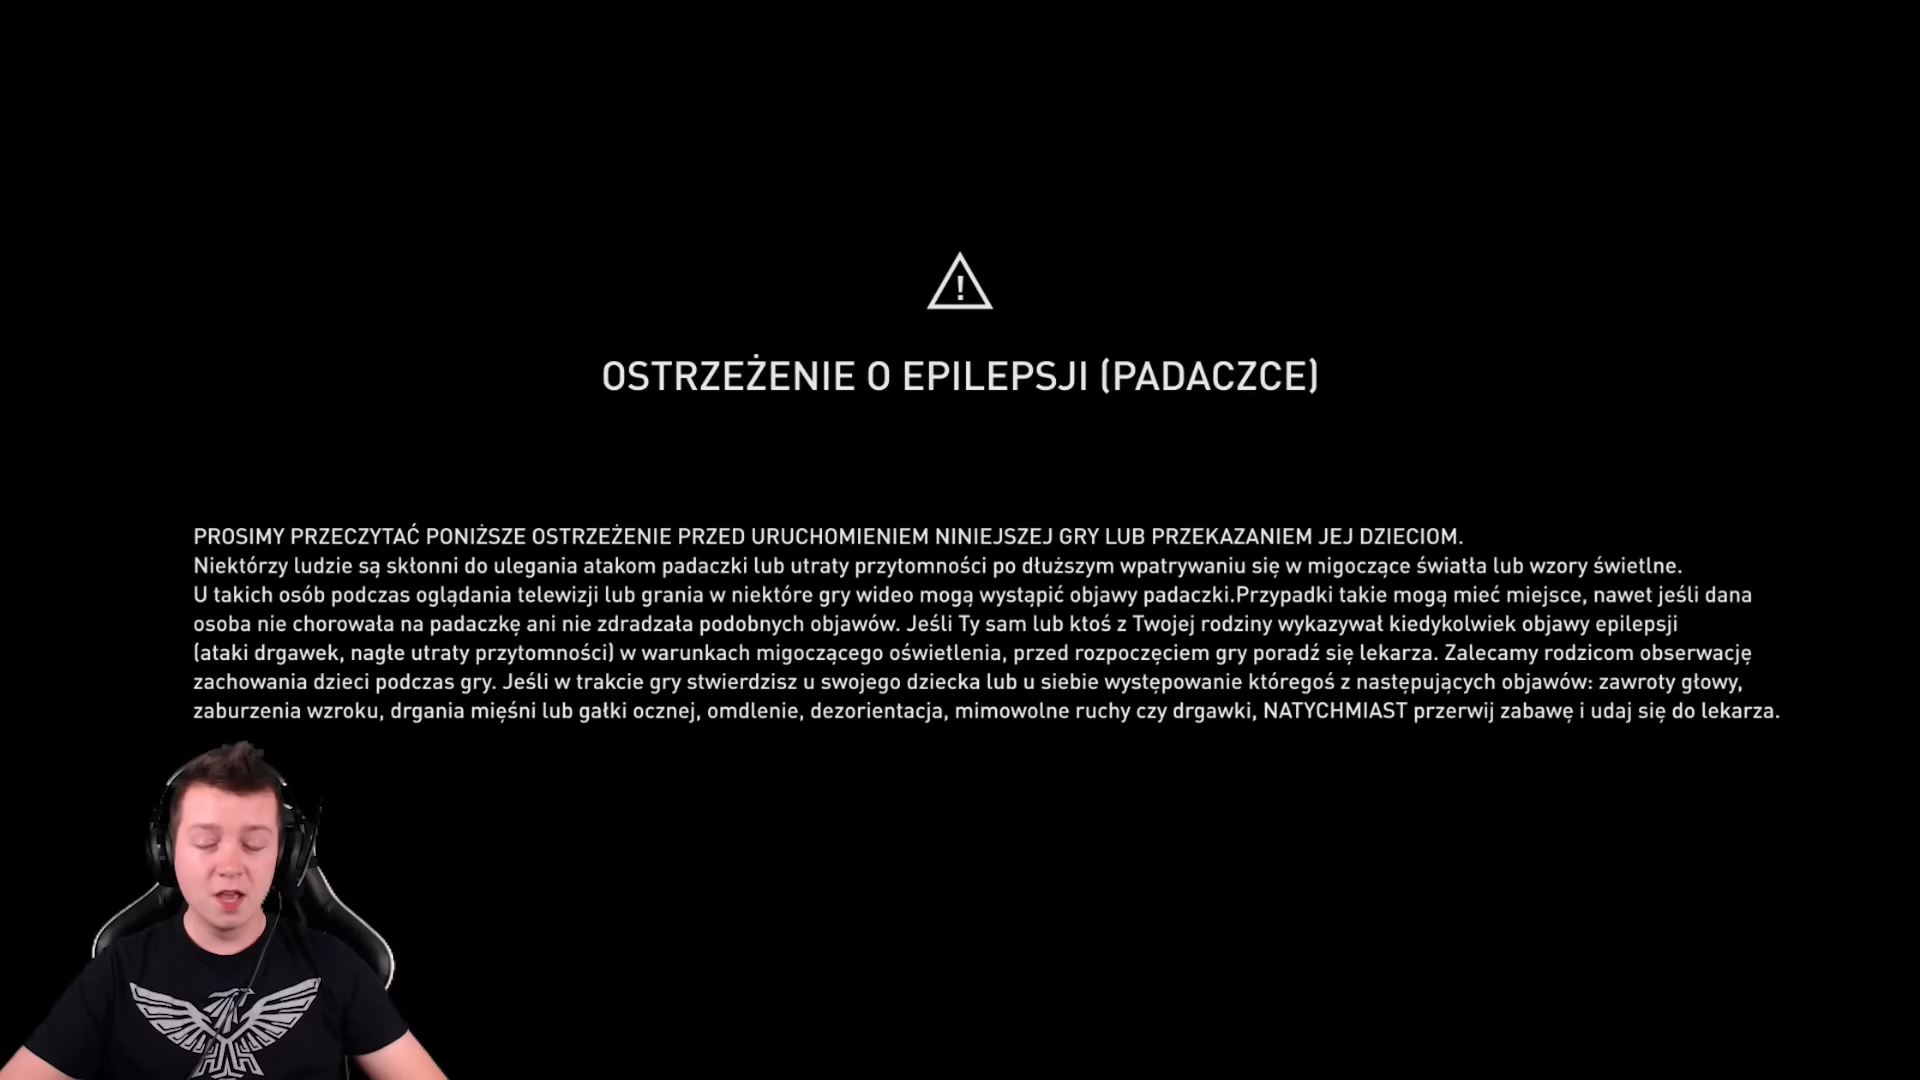 !
OSTRZEŻENIE O EPILEPSJI (PADACZCE)
PROSIMY PRZECZYTAĆ PONIŻSZE OSTRZEŻENIE PRZED URUCHOMIENIEM NINIEJSZEJ GRY LUB PRZEKAZANIEM JEJ DZIECIOM.
Niektórzy ludzie są skłonni do ulegania atakom padaczki lub utraty przytomności po dłuższym wpatrywaniu się w migoczące światła lub wzory świetlne.
U takich osób podczas oglądania telewizji lub grania w niektóre gry wideo mogą wystąpić objawy padaczki.Przypadki takie mogą mieć miejsce, nawet jeśli dana
osoba nie chorowała na padaczkę ani nie zdradzała podobnych objawów. Jeśli Ty sam lub ktoś z Twojej rodziny wykazywał kiedykolwiek objawy epilepsji
(ataki drgawek, nagłe utraty przytomności) w warunkach migoczącego oświetlenia, przed rozpoczęciem gry poradź się lekarza. Zalecamy rodzicom obserwację
zachowania dzieci podczas gry. Jeśli w trakcie gry stwierdzisz u swojego dziecka lub u siebie występowanie któregoś z następujących objawów: zawroty głowy,
zaburzenia wzroku, drgania mięśni lub gałki ocznej, omdlenie, dezorientacja, mimowolne ruchy czy drgawki, NATYCHMIAST przerwij zabawę i udaj się do lekarza.